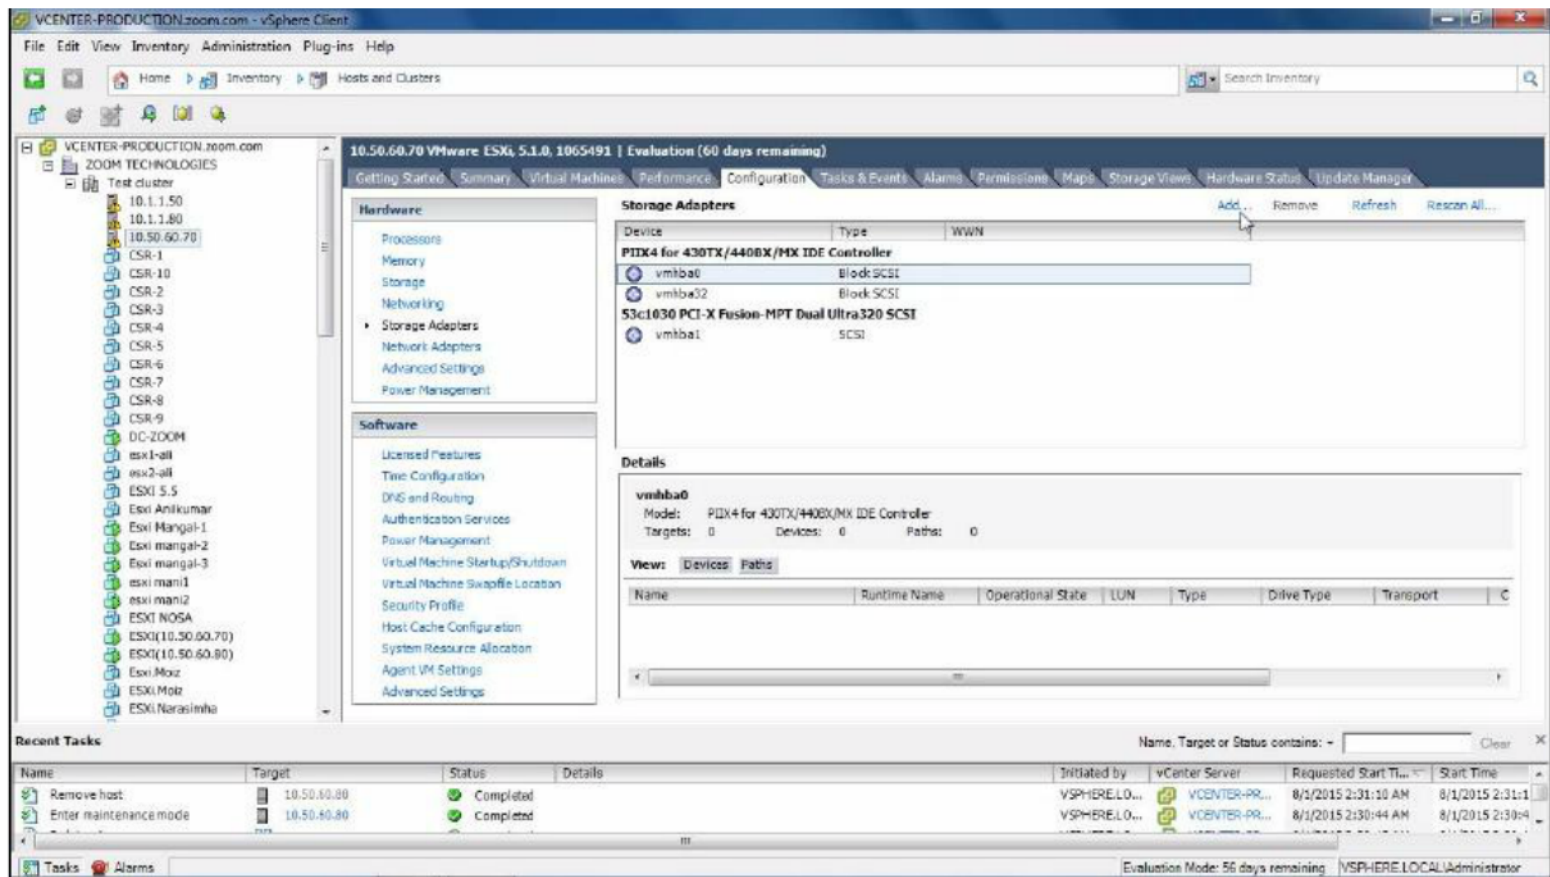 VCENTER-PRODUCTION.zoom.com - vSphere Client
File Edit View Inventory Administration Plug-ins Help
Home Inventory Hosts and Clusters
Search Inventory
VCENTER-PRODUCTION.zoom.com
ZOOM TECHNOLOGIES
Test cluster
10.1.1.50
10.1.1.80
10.50.60.70
CSR-1
CSR-10
CSR-2
CSR-3
CSR-4
CSR-5
CSR-6
CSR-7
CSR-8
CSR-9
DC-ZOOM
esx1-ali
esx2-ali
ESXI 5.5
Esxi Anilkumar
Esxi Mangal-1
Esxi mangal-2
Esxi mangal-3
esxi mani1
esxi mani2
ESXI NOSA
ESXI(10.50.60.70)
ESXI(10.50.60.80)
Esxi.Moiz
ESXi.Moiz
ESXi.Narasimha
10.50.60.70 VMware ESXi, 5.1.0, 1065491 | Evaluation (60 days remaining)
Getting Started Summary Virtual Machines Performance Configuration Tasks & Events Alarms Permissions Maps Storage Views Hardware Status Update Manager
Hardware
Processors
Memory
Storage
Networking
Storage Adapters
Network Adapters
Advanced Settings
Power Management
Software
Licensed Features
Time Configuration
DNS and Routing
Authentication Services
Power Management
Virtual Machine Startup/Shutdown
Virtual Machine Swapfile Location
Security Profile
Host Cache Configuration
System Resource Allocation
Agent VM Settings
Advanced Settings
Storage Adapters Add... Remove Refresh Rescan All...
Device Type WWN
PIIX4 for 430TX/440BX/MX IDE Controller
vmhba0 Block SCSI
vmhba32 Block SCSI
53c1030 PCI-X Fusion-MPT Dual Ultra320 SCSI
vmhba1 SCSI
Details
vmhba0
Model: PIIX4 for 430TX/440BX/MX IDE Controller
Targets: 0 Devices: 0 Paths: 0
View: Devices Paths
Name Runtime Name Operational State LUN Type Drive Type Transport C
Recent Tasks Name, Target or Status contains: Clear
Name Target Status Details Initiated by vCenter Server Requested Start Ti... Start Time
Remove host 10.50.60.80 Completed VSPHERE.LO... VCENTER-PR... 8/1/2015 2:31:10 AM 8/1/2015 2:31:1
Enter maintenance mode 10.50.60.80 Completed VSPHERE.LO... VCENTER-PR... 8/1/2015 2:30:44 AM 8/1/2015 2:30:4
Tasks Alarms Evaluation Mode: 56 days remaining VSPHERE.LOCAL\Administrator